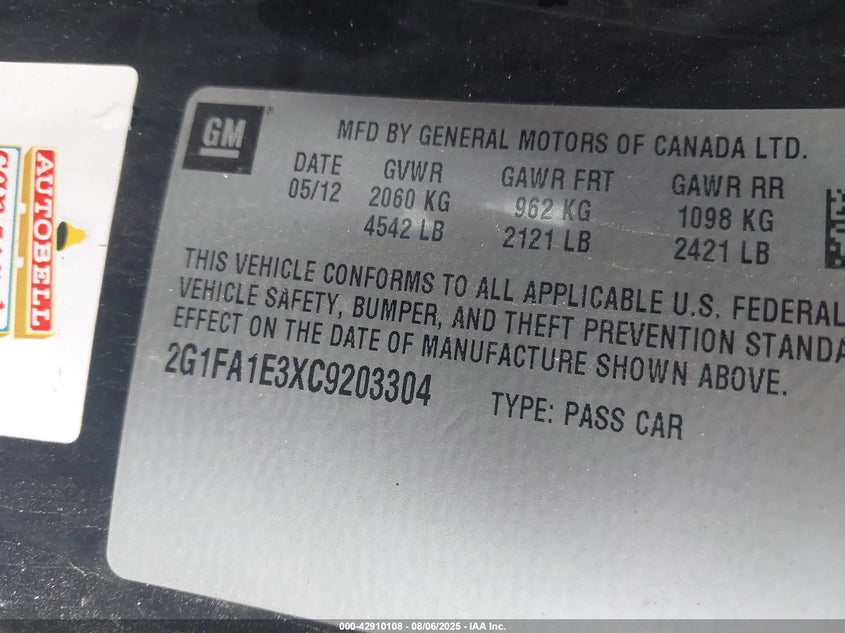 GM
®
MFD BY GENERAL MOTORS OF CANADA LTD.
DATE GVWR GAWR FRT GAWR RR
05/12 2060 KG 962 KG 1098 KG
4542 LB 2121 LB 2421 LB
THIS VEHICLE CONFORMS TO ALL APPLICABLE U.S. FEDERAL
VEHICLE SAFETY, BUMPER, AND THEFT PREVENTION STANDA
EFFECT ON THE DATE OF MANUFACTURE SHOWN ABOVE.
2G1FA1E3XC9203304 TYPE: PASS CAR
AUTOBELL
000-42910108 - 08/06/2025 - IAA Inc.